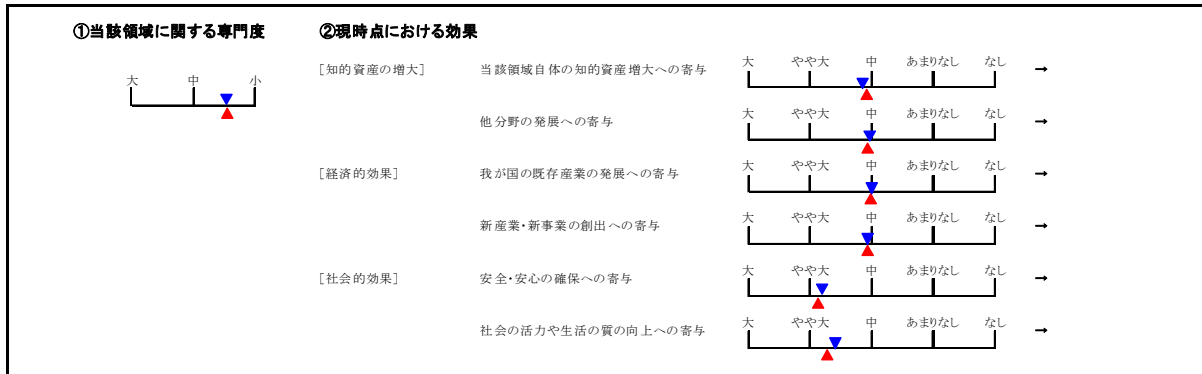 ①当該領域に関する専門度
大 中 小
②現時点における効果
[知的資産の増大] 当該領域自体の知的資産増大への寄与 大 やや大 中 あまりなし なし →
他分野の発展への寄与 大 やや大 中 あまりなし なし →
[経済的効果] 我が国の既存産業の発展への寄与 大 やや大 中 あまりなし なし →
新産業・新事業の創出への寄与 大 やや大 中 あまりなし なし →
[社会的効果] 安全・安心の確保への寄与 大 やや大 中 あまりなし なし →
社会の活力や生活の質の向上への寄与 大 やや大 中 あまりなし なし →